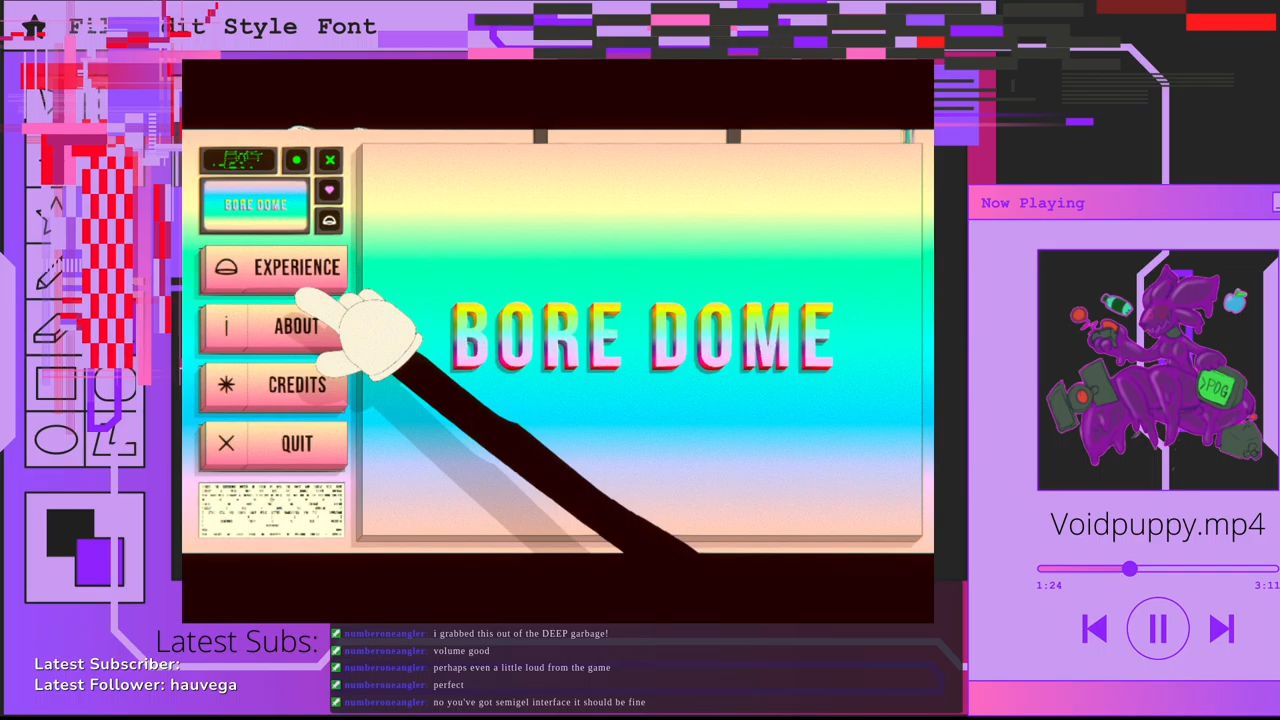 Style Font
Now Playing
BORE DOME
EXPERIENCE
BORE DOME
i ABOUT
CREDITS
QUIT
>POG
Voidpuppy.mp4
1:24
3:11
Latest Subs:
Latest Subscriber:
Latest Follower: hauvega
numberoneangler: i grabbed this out of the DEEP garbage!
numberoneangler: volume good
numberoneangler: perhaps even a little loud from the game
numberoneangler: perfect
numberoneangler: no you've got semigel interface it should be fine